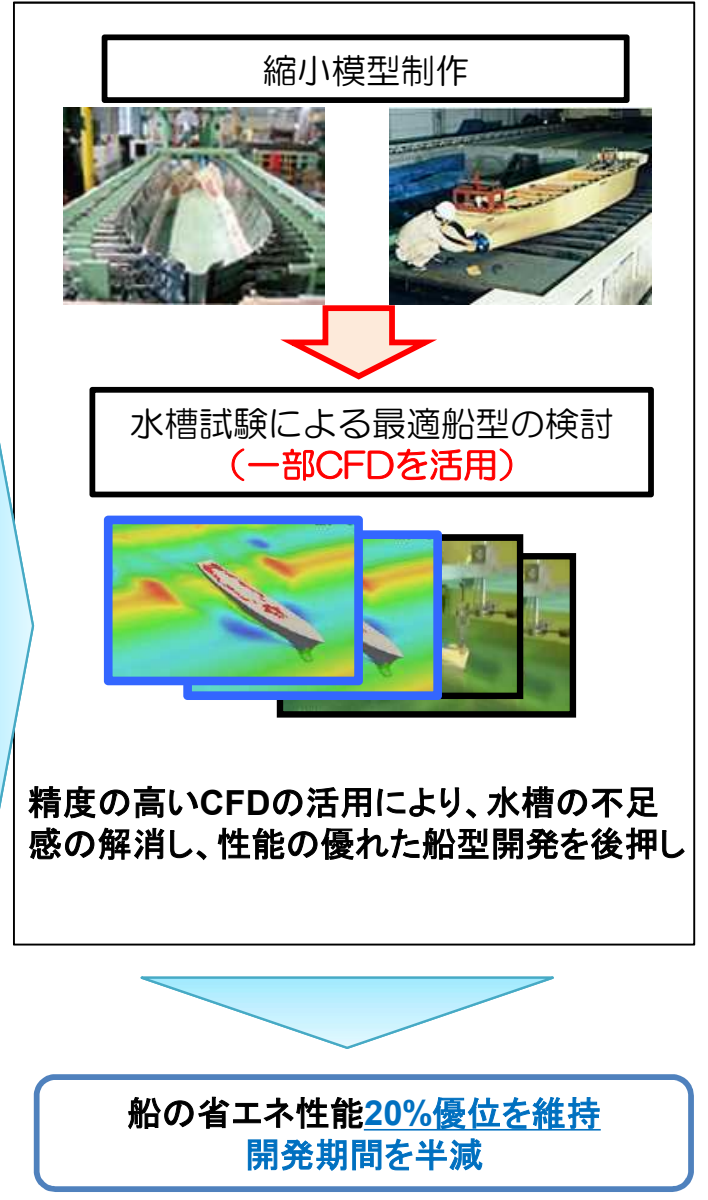 縮小模型制作
水槽試験による最適船型の検討
（一部CFDを活用）
精度の高いCFDの活用により、水槽の不足
感の解消し、性能の優れた船型開発を後押し
船の省エネ性能20%優位を維持
開発期間を半減